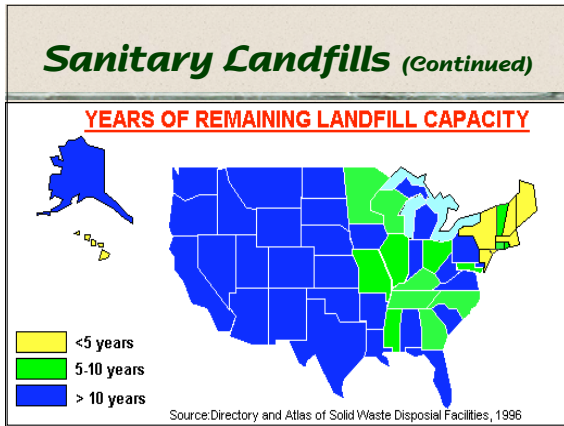 Sanitary Landfills (Continued)
YEARS OF REMAINING LANDFILL CAPACITY
<5 years
5-10 years
> 10 years
Source:Directory and Atlas of Solid Waste Disposial Facilities, 1996